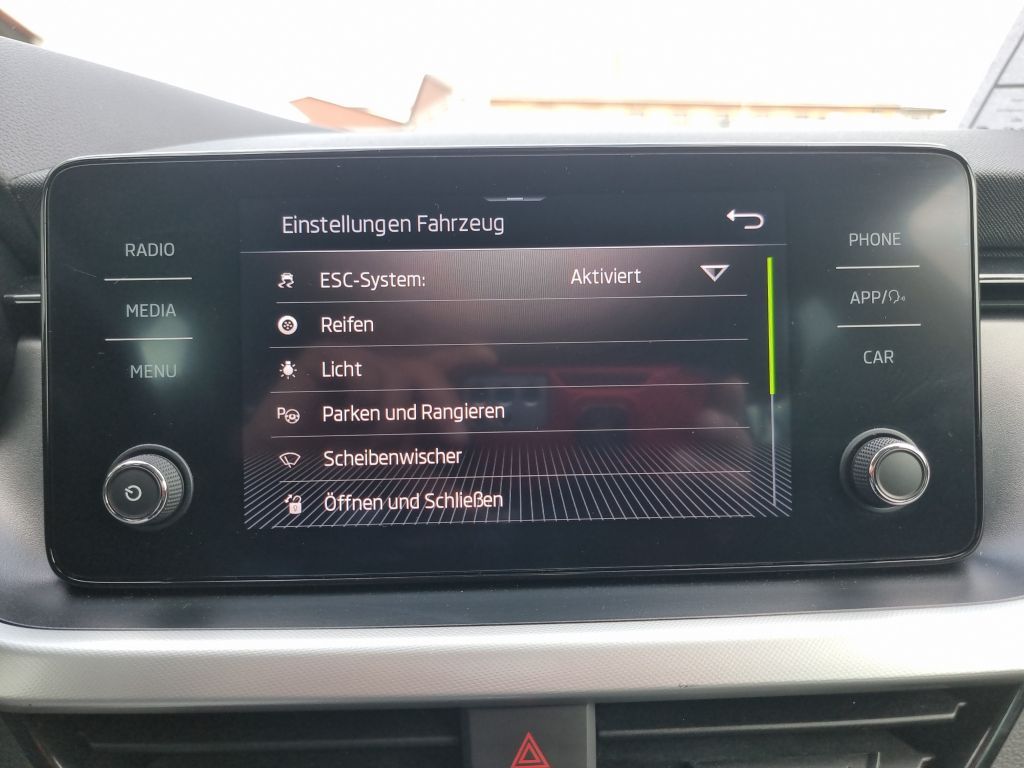 Einstellungen Fahrzeug
RADIO
MEDIA
MENU
ESC-System: Aktiviert
Reifen
Licht
Parken und Rangieren
Scheibenwischer
Öffnen und Schließen
PHONE
APP/
CAR